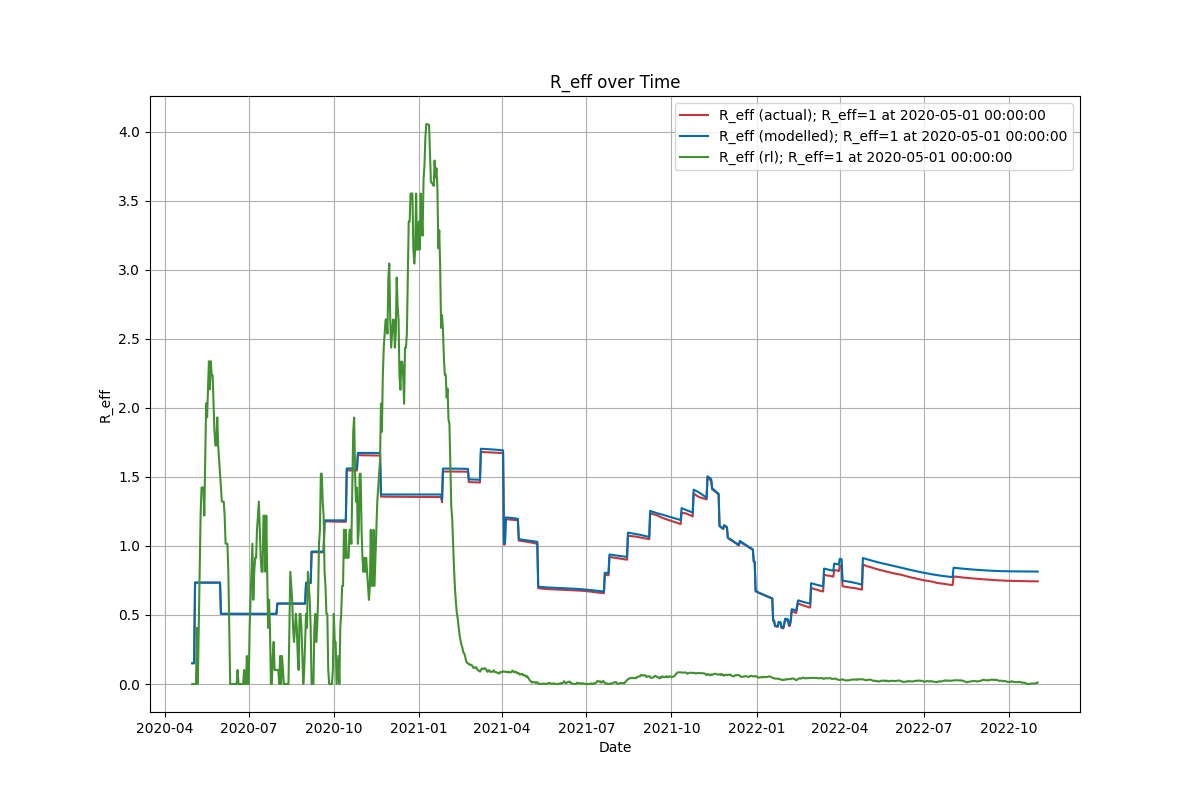 R_eff over Time
R_eff (actual); R_eff=1 at 2020-05-01 00:00:00
R_eff (modelled); R_eff=1 at 2020-05-01 00:00:00
R_eff (rl); R_eff=1 at 2020-05-01 00:00:00
R_eff
4.0
3.5
3.0
2.5
2.0
1.5
1.0
0.5
0.0
2020-04 2020-07 2020-10 2021-01 2021-04 2021-07 2021-10 2022-01 2022-04 2022-07 2022-10
Date